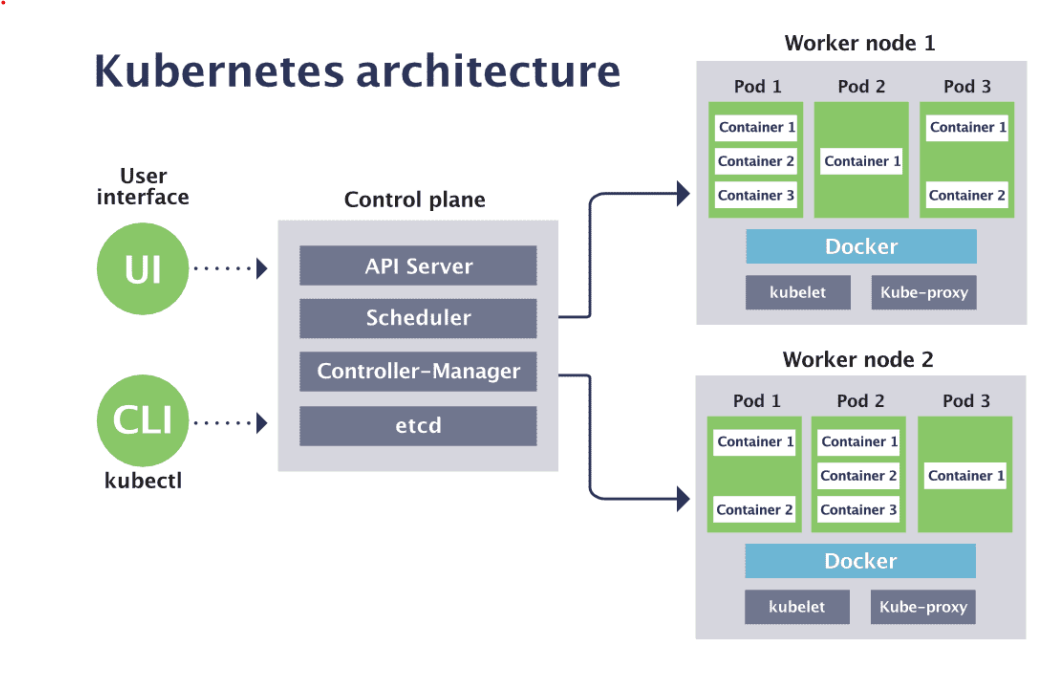 Kubernetes architecture
User
interface
UI
CLI
kubectl
Control plane
API Server
Scheduler
Controller-Manager
etcd
Worker node 1
Pod 1
Container 1
Container 2
Container 3
Pod 2
Container 1
Pod 3
Container 1
Container 2
Docker
kubelet
Kube-proxy
Worker node 2
Pod 1
Container 1
Container 2
Pod 2
Container 1
Container 2
Container 3
Pod 3
Container 1
Docker
kubelet
Kube-proxy